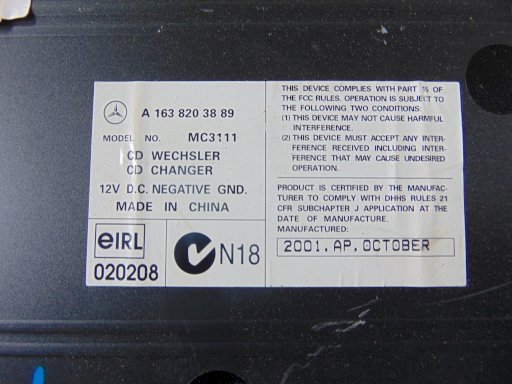 A 163 820 38 89
MODEL NO. MC3111
CD WECHSLER
CD CHANGER
12V D.C. NEGATIVE GND.
MADE IN CHINA
eIRL
020208
N18
THIS DEVICE COMPLIES WITH PART 15 OF
THE FCC RULES. OPERATION IS SUBJECT TO
THE FOLLOWING TWO CONDITIONS:
(1) THIS DEVICE MAY NOT CAUSE HARMFUL
INTERFERENCE.
(2) THIS DEVICE MUST ACCEPT ANY INTER-
FERENCE RECEIVED INCLUDING INTER-
FERENCE THAT MAY CAUSE UNDESIRED
OPERATION.
PRODUCT IS CERTIFIED BY THE MANUFAC-
TURER TO COMPLY WITH DHHS RULES 21
CFR SUBCHAPTER J APPLICATION AT THE
DATE OF MANUFACTURE.
MANUFACTURED:
2001.AP.OCTOBER